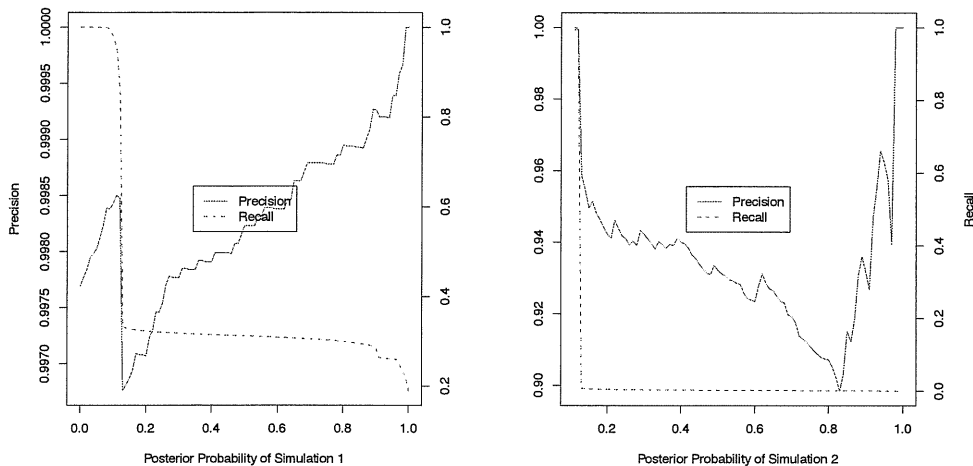 Precision
1.0000
0.9995
0.9990
0.9985
0.9980
0.9975
0.9970
1.0
0.8
0.6
0.4
0.2
Precision
Recall
0.0 0.2 0.4 0.6 0.8 1.0
Posterior Probability of Simulation 1
1.00
0.98
0.96
0.94
0.92
0.90
1.0
0.8
0.6
0.4
0.2
0.0
Recall
Precision
Recall
0.2 0.4 0.6 0.8 1.0
Posterior Probability of Simulation 2